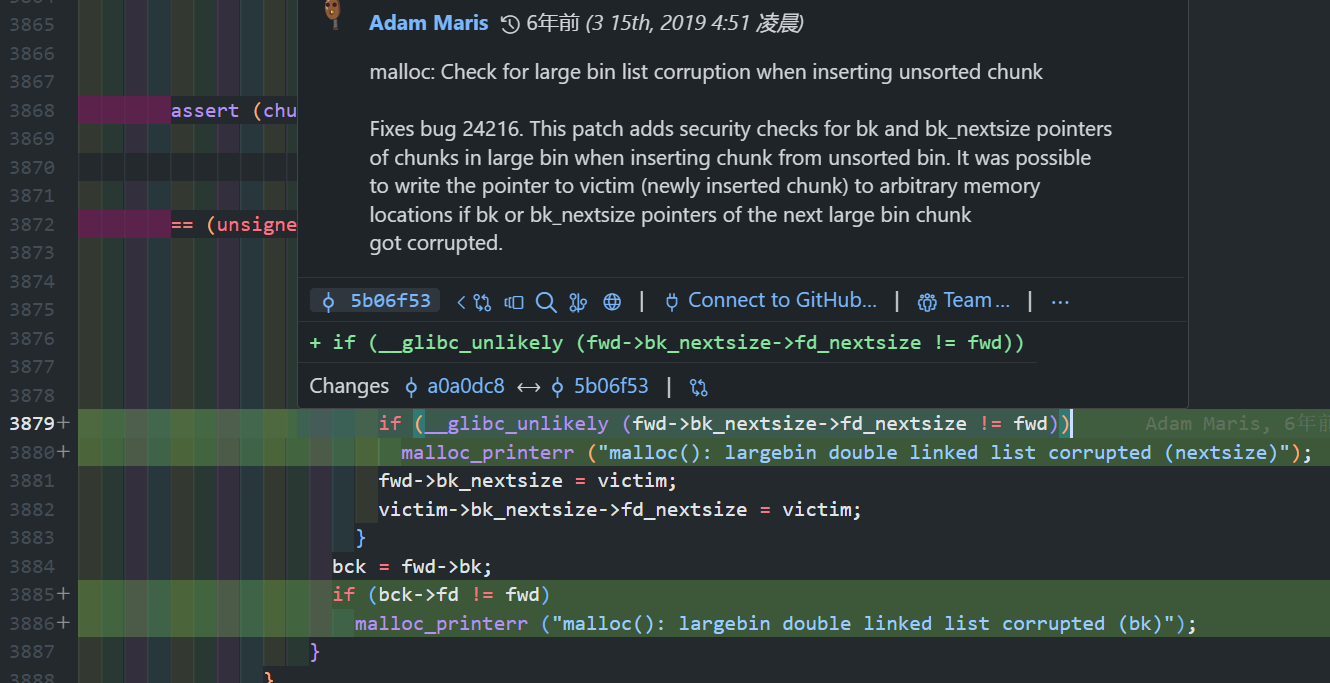 3865
Adam Maris 6年前 (3 15th, 2019 4:51 凌晨)
3866
malloc: Check for large bin list corruption when inserting unsorted chunk
3867
3868 assert (chu
Fixes bug 24216. This patch adds security checks for bk and bk_nextsize pointers
3869
of chunks in large bin when inserting chunk from unsorted bin. It was possible
3870
to write the pointer to victim (newly inserted chunk) to arbitrary memory
3871
locations if bk or bk_nextsize pointers of the next large bin chunk
3872 == (unsigne
got corrupted.
3873
3874
5b06f53 | Connect to GitHub... | Team... | ...
3875
3876
+ if (__glibc_unlikely (fwd->bk_nextsize->fd_nextsize != fwd))
3877
Changes a0a0dc8 ↔ 5b06f53 |
3878
3879+ if (__glibc_unlikely (fwd->bk_nextsize->fd_nextsize != fwd)) Adam Maris, 6年前
3880+ malloc_printerr ("malloc(): largebin double linked list corrupted (nextsize)");
3881 fwd->bk_nextsize = victim;
3882 victim->bk_nextsize->fd_nextsize = victim;
3883 }
3884 bck = fwd->bk;
3885+ if (bck->fd != fwd)
3886+ malloc_printerr ("malloc(): largebin double linked list corrupted (bk)");
3887 }
3888 }